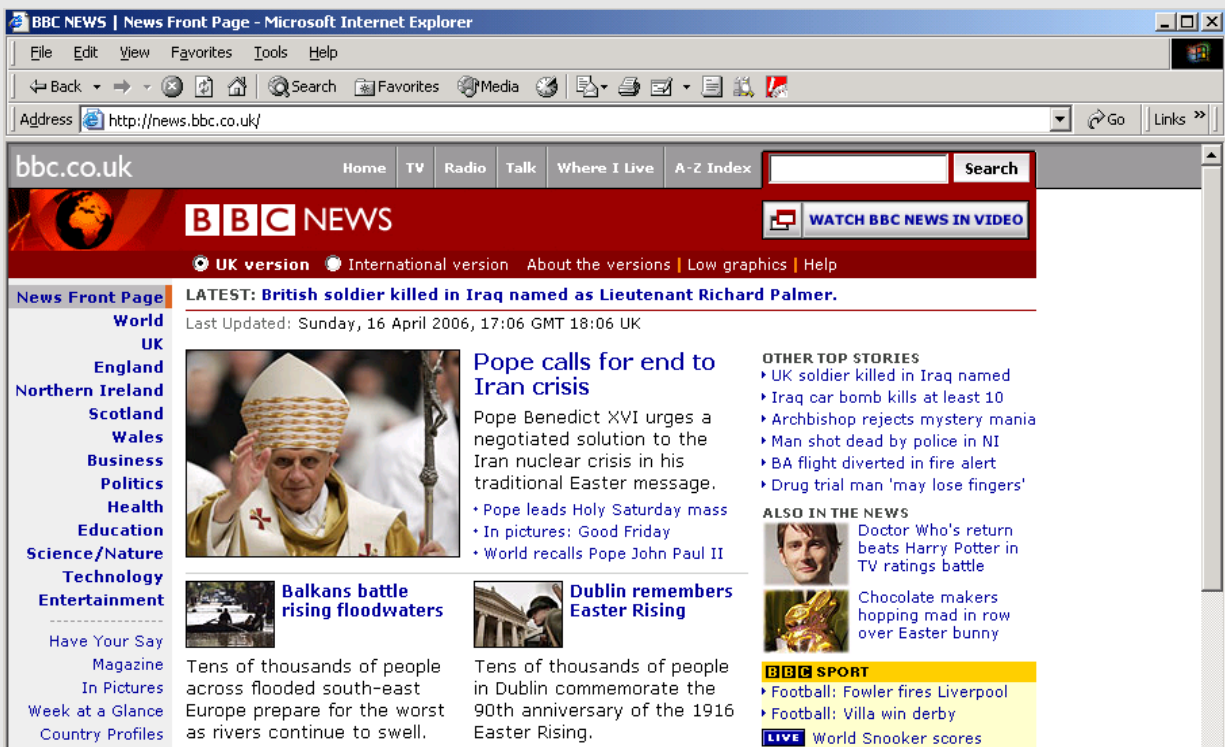 BBC NEWS | News Front Page - Microsoft Internet Explorer
File Edit View Favorites Tools Help
Back Search Favorites Media
Address http://news.bbc.co.uk/ Go Links »
bbc.co.uk Home TV Radio Talk Where I Live A-Z Index Search
BBC NEWS WATCH BBC NEWS IN VIDEO
UK version International version About the versions | Low graphics | Help
News Front Page
World
UK
England
Northern Ireland
Scotland
Wales
Business
Politics
Health
Education
Science/Nature
Technology
Entertainment
Have Your Say
Magazine
In Pictures
Week at a Glance
Country Profiles
LATEST: British soldier killed in Iraq named as Lieutenant Richard Palmer.
Last Updated: Sunday, 16 April 2006, 17:06 GMT 18:06 UK
Pope calls for end to
Iran crisis
Pope Benedict XVI urges a
negotiated solution to the
Iran nuclear crisis in his
traditional Easter message.
Pope leads Holy Saturday mass
In pictures: Good Friday
World recalls Pope John Paul II
Balkans battle
rising floodwaters
Tens of thousands of people
across flooded south-east
Europe prepare for the worst
as rivers continue to swell.
Dublin remembers
Easter Rising
Tens of thousands of people
in Dublin commemorate the
90th anniversary of the 1916
Easter Rising.
OTHER TOP STORIES
UK soldier killed in Iraq named
Iraq car bomb kills at least 10
Archbishop rejects mystery mania
Man shot dead by police in NI
BA flight diverted in fire alert
Drug trial man 'may lose fingers'
ALSO IN THE NEWS
Doctor Who's return
beats Harry Potter in
TV ratings battle
Chocolate makers
hopping mad in row
over Easter bunny
BBC SPORT
Football: Fowler fires Liverpool
Football: Villa win derby
LIVE World Snooker scores